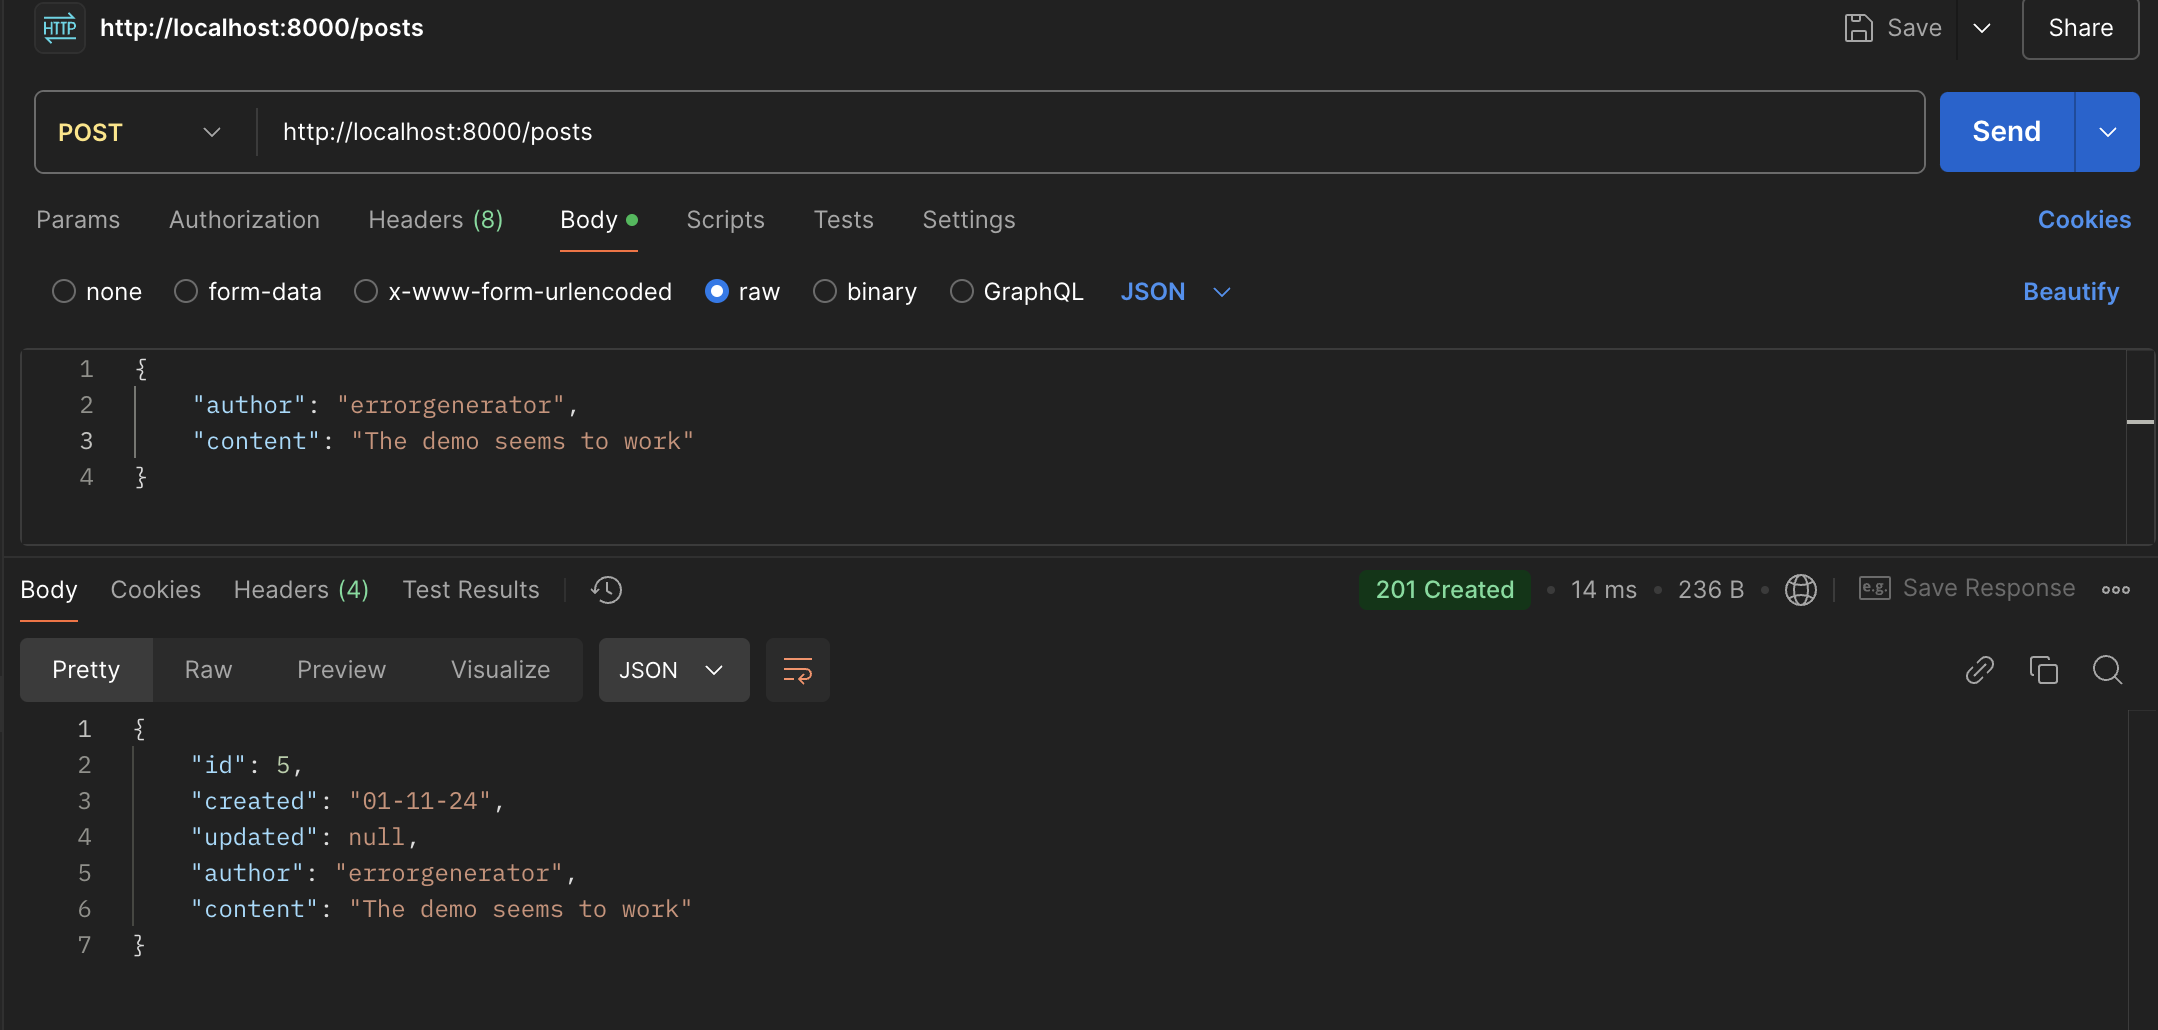 HTTP http://localhost:8000/posts Save Share
POST http://localhost:8000/posts Send
Params Authorization Headers (8) Body Scripts Tests Settings Cookies
none form-data x-www-form-urlencoded raw binary GraphQL JSON Beautify
1 {
2 "author": "errorgenerator",
3 "content": "The demo seems to work"
4 }
Body Cookies Headers (4) Test Results 201 Created • 14 ms • 236 B • e.g. Save Response
Pretty Raw Preview Visualize JSON
1 {
2 "id": 5,
3 "created": "01-11-24",
4 "updated": null,
5 "author": "errorgenerator",
6 "content": "The demo seems to work"
7 }